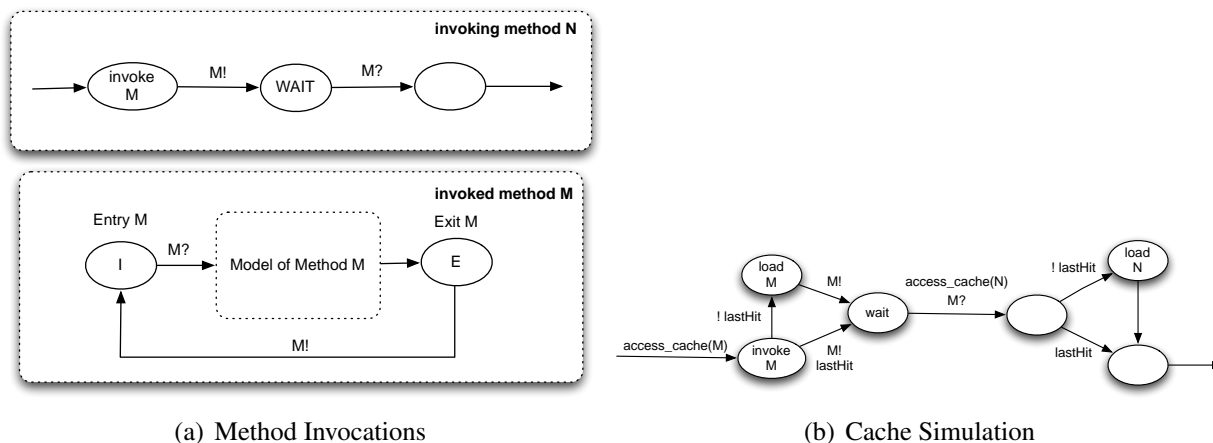 invoking method N
invoke
M
M!
WAIT
M?
invoked method M
Entry M
Exit M
I
M?
Model of Method M
E
M!
(a) Method Invocations
load
M
M!
! lastHit
access_cache(M)
invoke
M
M!
lastHit
wait
access_cache(N)
M?
! lastHit
load
N
lastHit
(b) Cache Simulation